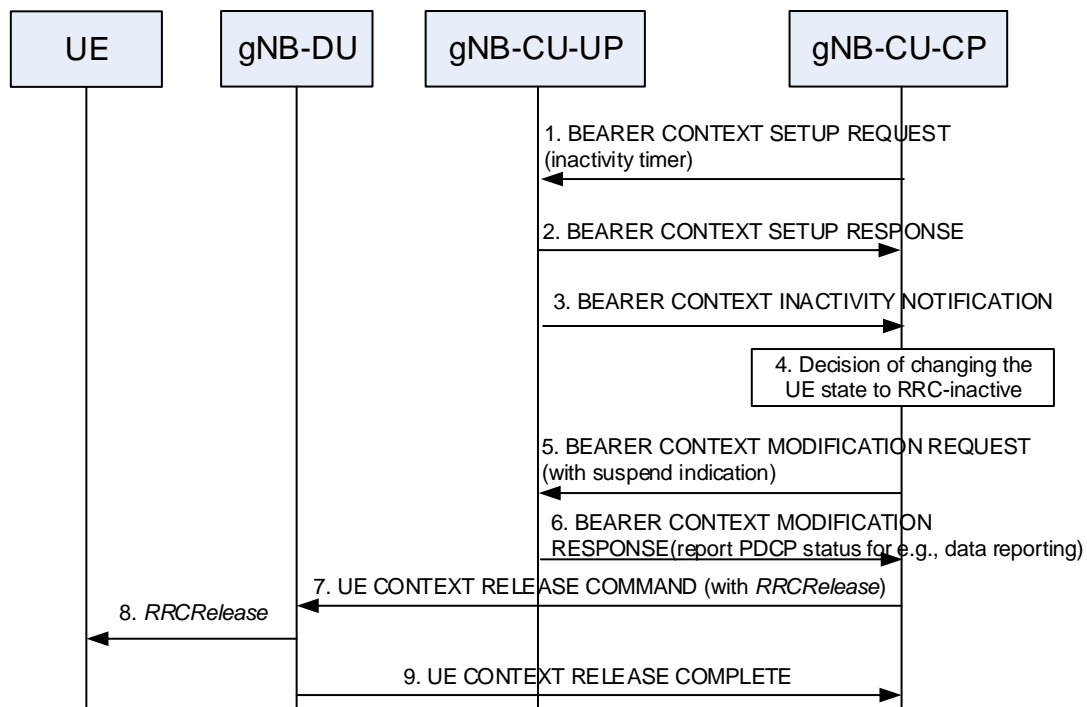 UE
gNB-DU
gNB-CU-UP
gNB-CU-CP
1. BEARER CONTEXT SETUP REQUEST
(inactivity timer)
2. BEARER CONTEXT SETUP RESPONSE
3. BEARER CONTEXT INACTIVITY NOTIFICATION
4. Decision of changing the
UE state to RRC-inactive
5. BEARER CONTEXT MODIFICATION REQUEST
(with suspend indication)
6. BEARER CONTEXT MODIFICATION
RESPONSE(report PDCP status for e.g., data reporting)
7. UE CONTEXT RELEASE COMMAND (with RRCRelease)
8. RRCRelease
9. UE CONTEXT RELEASE COMPLETE